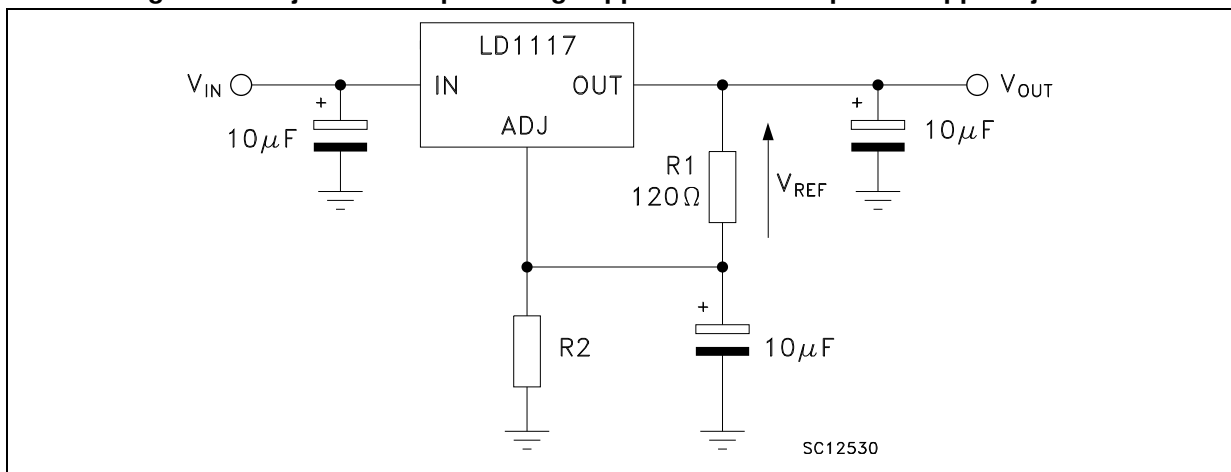 LD1117
V_IN
IN
OUT
V_OUT
ADJ
+
10μF
+
10μF
R1
120Ω
V_REF
+
R2
10μF
SC12530